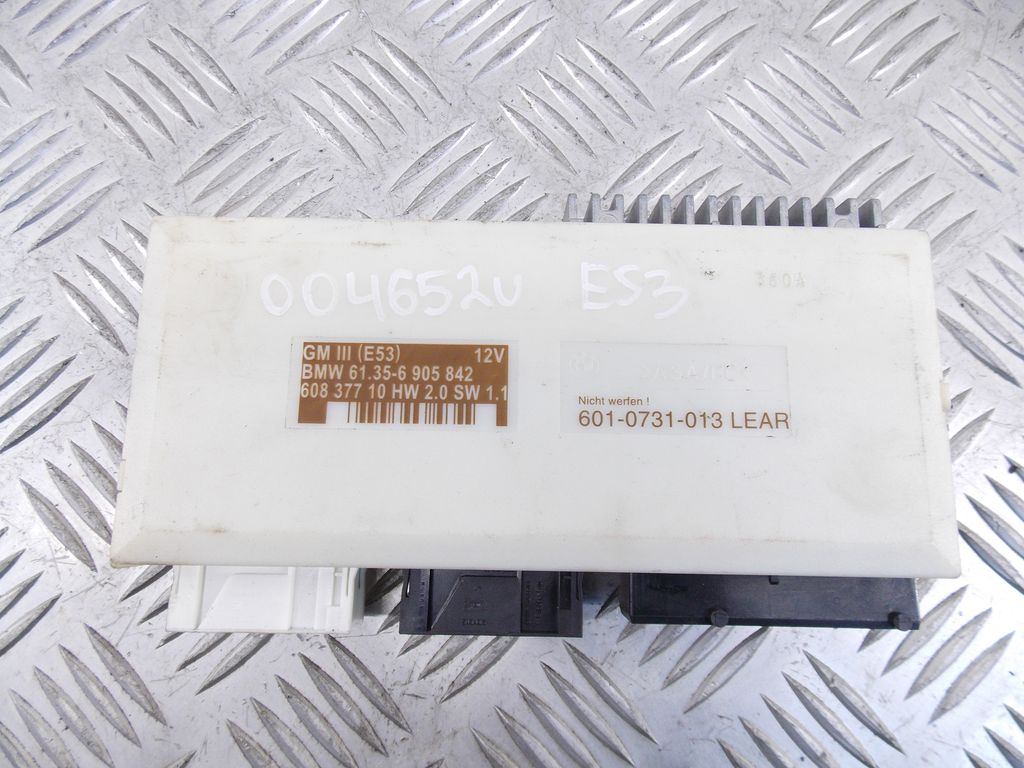 004652U E53
GM III (E53) 12V
BMW 61.35-6 905 842
608 377 10 HW 2.0 SW 1.1
Nicht werfen !
601-0731-013 LEAR